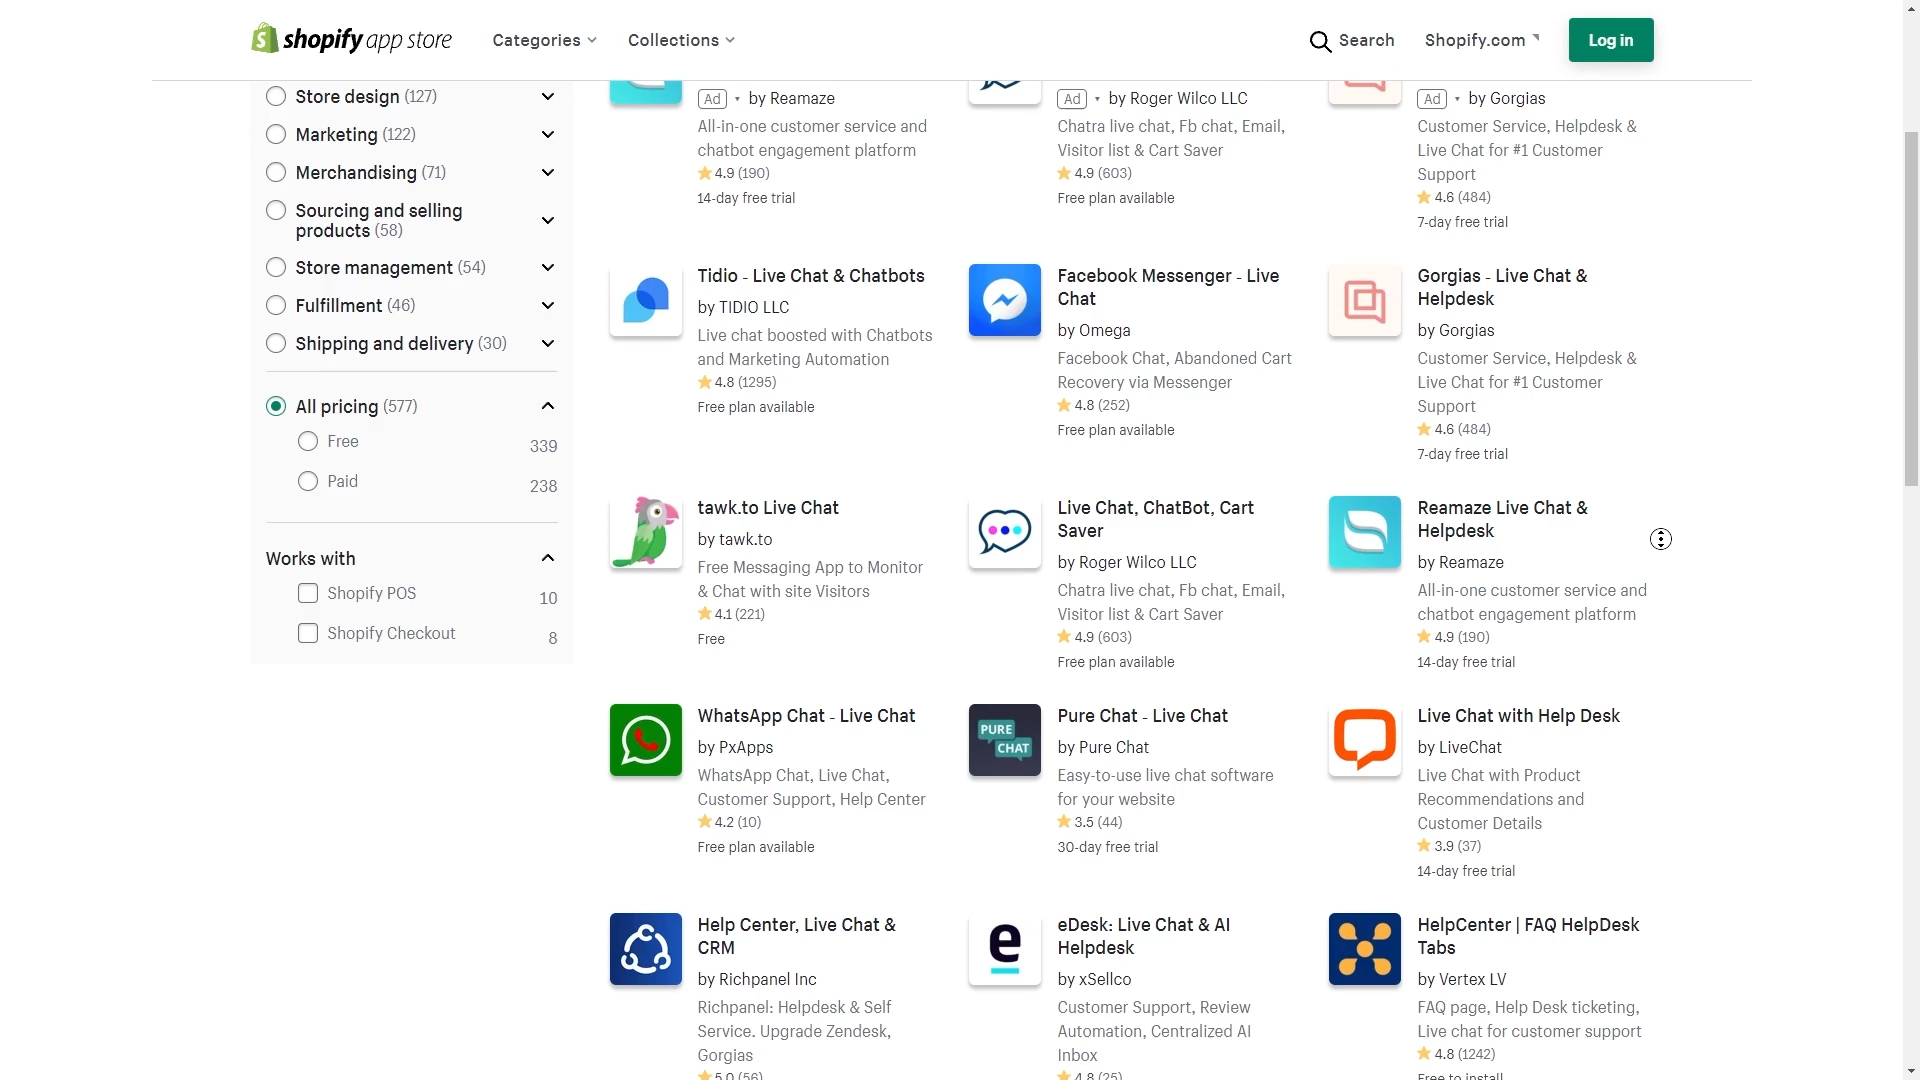 shopify app store
Categories
Collections
Search
Shopify.com
Log in
Store design (127)
Marketing (122)
Merchandising (71)
Sourcing and selling
products (58)
Store management (54)
Fulfillment (46)
Shipping and delivery (30)
All pricing (577)
Free
339
Paid
238
Works with
Shopify POS
10
Shopify Checkout
8
Ad • by Reamaze
All-in-one customer service and
chatbot engagement platform
4.9 (190)
14-day free trial
Ad • by Roger Wilco LLC
Chatra live chat, Fb chat, Email,
Visitor list & Cart Saver
4.9 (603)
Free plan available
Ad • by Gorgias
Customer Service, Helpdesk &
Live Chat for #1 Customer
Support
4.6 (484)
7-day free trial
Tidio - Live Chat & Chatbots
by TIDIO LLC
Live chat boosted with Chatbots
and Marketing Automation
4.8 (1295)
Free plan available
Facebook Messenger - Live
Chat
by Omega
Facebook Chat, Abandoned Cart
Recovery via Messenger
4.8 (252)
Free plan available
Gorgias - Live Chat &
Helpdesk
by Gorgias
Customer Service, Helpdesk &
Live Chat for #1 Customer
Support
4.6 (484)
7-day free trial
tawk.to Live Chat
by tawk.to
Free Messaging App to Monitor
& Chat with site Visitors
4.1 (221)
Free
Live Chat, ChatBot, Cart
Saver
by Roger Wilco LLC
Chatra live chat, Fb chat, Email,
Visitor list & Cart Saver
4.9 (603)
Free plan available
Reamaze Live Chat &
Helpdesk
by Reamaze
All-in-one customer service and
chatbot engagement platform
4.9 (190)
14-day free trial
WhatsApp Chat - Live Chat
by PxApps
WhatsApp Chat, Live Chat,
Customer Support, Help Center
4.2 (10)
Free plan available
PURE
CHAT
Pure Chat - Live Chat
by Pure Chat
Easy-to-use live chat software
for your website
3.5 (44)
30-day free trial
Live Chat with Help Desk
by LiveChat
Live Chat with Product
Recommendations and
Customer Details
3.9 (37)
14-day free trial
Help Center, Live Chat &
CRM
by Richpanel Inc
Richpanel: Helpdesk & Self
Service. Upgrade Zendesk,
Gorgias
5.0 (56)
e
eDesk: Live Chat & AI
Helpdesk
by xSellco
Customer Support, Review
Automation, Centralized AI
Inbox
4.8 (25)
HelpCenter | FAQ HelpDesk
Tabs
by Vertex LV
FAQ page, Help Desk ticketing,
Live chat for customer support
4.8 (1242)
Free to install